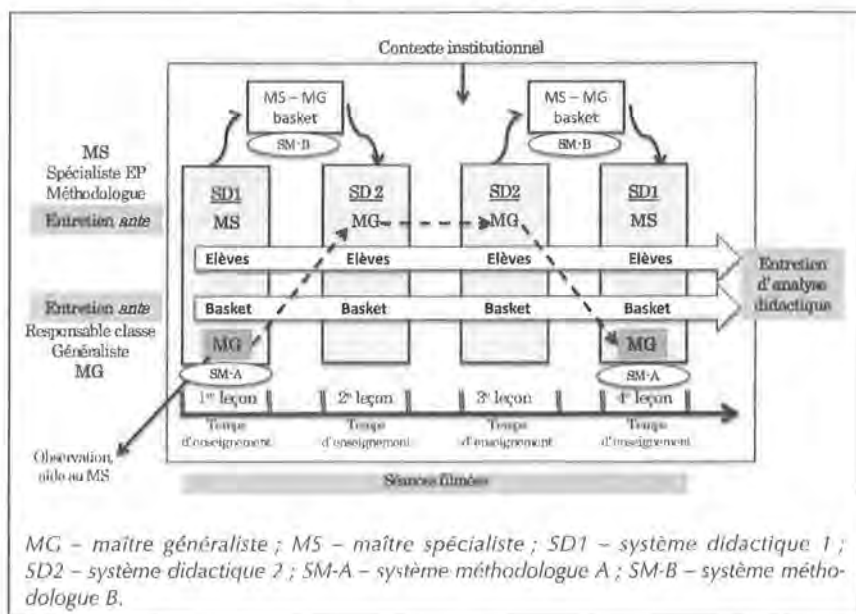 Contexte institutionnel
MS – MG
basket
SM-B
MS – MG
basket
SM-B
MS
Spécialiste EP
Méthodologue
Entretien ante
Entretien ante
Responsable classe
Généraliste
MG
SD1
MS
SD 2
MG
SD2
MG
SD1
MS
Elèves
Elèves
Elèves
Elèves
Basket
Basket
Basket
Basket
Entretien
d'analyse
didactique
MG
SM-A
MG
SM-A
1re leçon
2e leçon
3e leçon
4e leçon
Temps
d'enseignement
Temps
d'enseignement
Temps
d'enseignement
Temps
d'enseignement
Observation,
aide au MS
Séances filmées
MG – maître généraliste ; MS – maître spécialiste ; SD1 – système didactique 1 ;
SD2 – système didactique 2 ; SM-A – système méthodologue A ; SM-B – système métho-
dologue B.